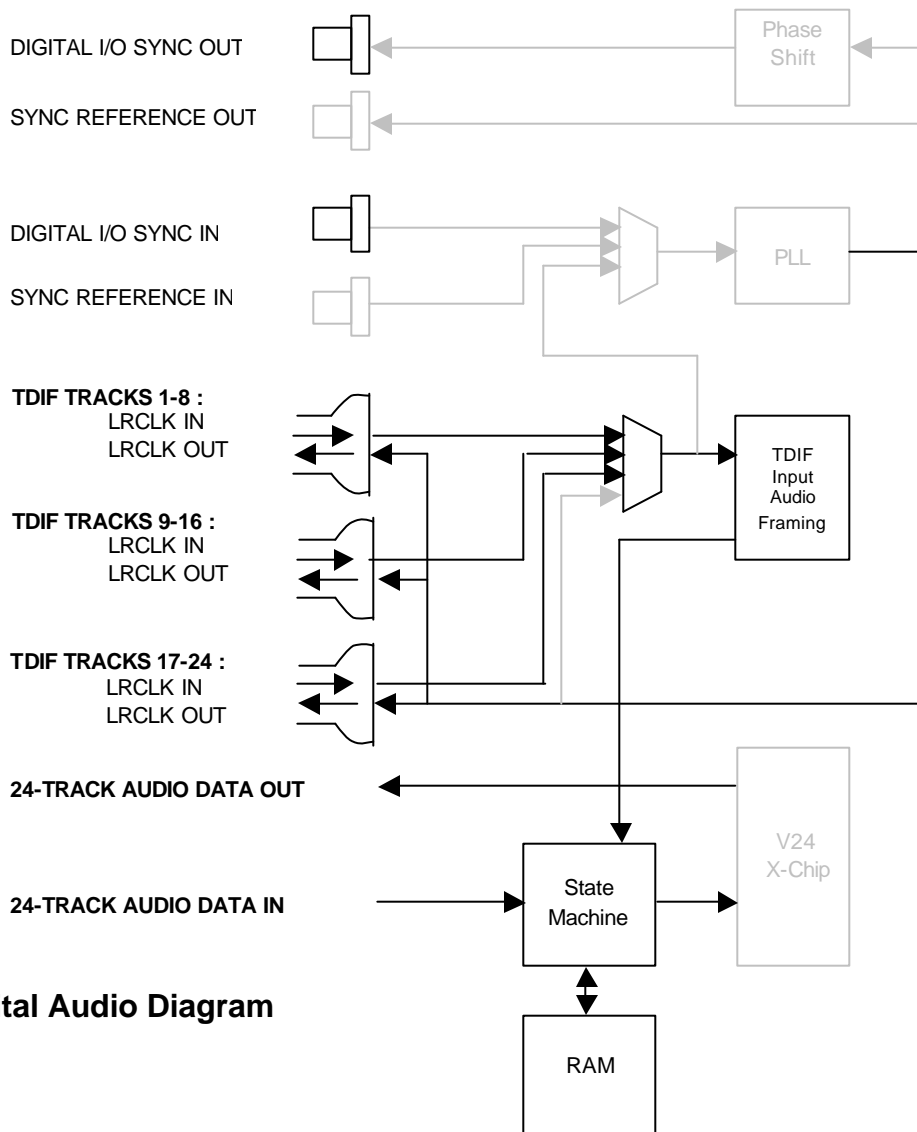 DIGITAL I/O SYNC OUT
Phase
Shift
SYNC REFERENCE OUT
DIGITAL I/O SYNC IN
PLL
SYNC REFERENCE IN
TDIF TRACKS 1-8 :
LRCLK IN
LRCLK OUT
TDIF
Input
Audio
Framing
TDIF TRACKS 9-16 :
LRCLK IN
LRCLK OUT
TDIF TRACKS 17-24 :
LRCLK IN
LRCLK OUT
24-TRACK AUDIO DATA OUT
V24
X-Chip
24-TRACK AUDIO DATA IN
State
Machine
tal Audio Diagram
RAM